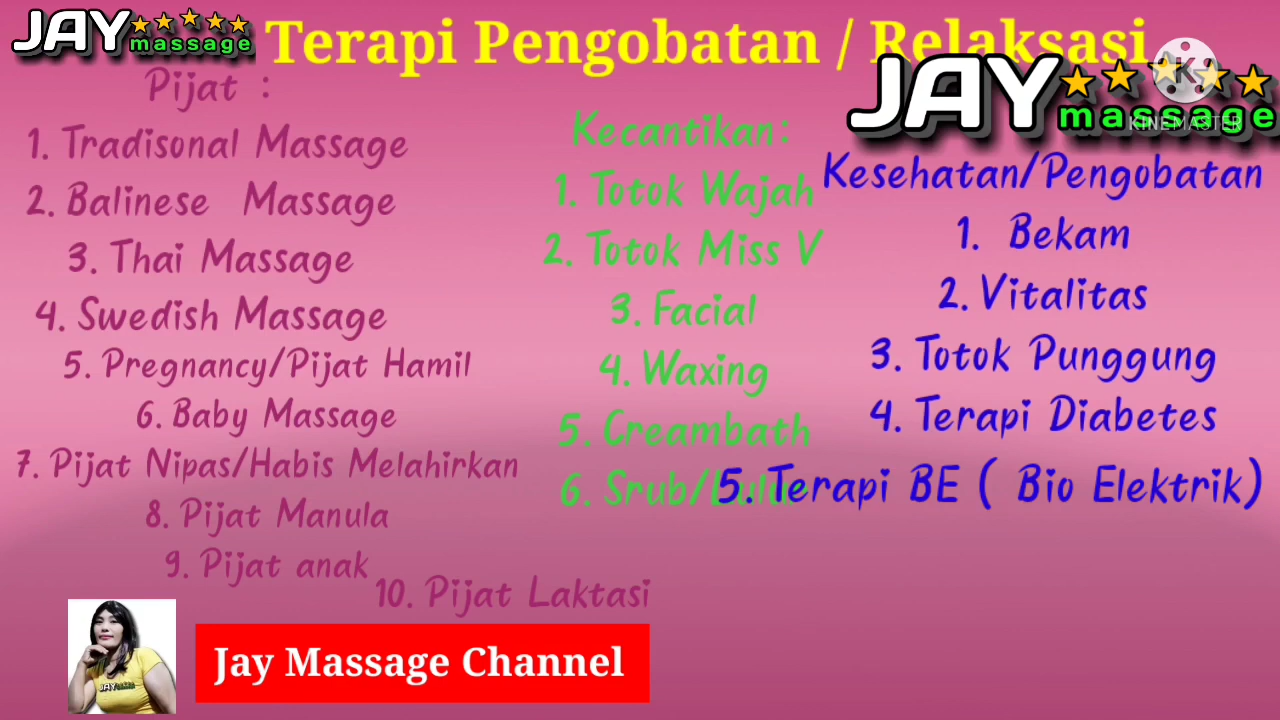 JAY
massage
Terapi Pengobatan / Relaksasi
JAY
massage
KINEMASTER
Pijat :
1. Tradisonal Massage
2. Balinese Massage
3. Thai Massage
4. Swedish Massage
5. Pregnancy/Pijat Hamil
6. Baby Massage
7. Pijat Nipas/Habis Melahirkan
8. Pijat Manula
9. Pijat anak
10. Pijat Laktasi
Kecantikan:
1. Totok Wajah
2. Totok Miss V
3. Facial
4. Waxing
5. Creambath
6. Srub/
Kesehatan/Pengobatan
1. Bekam
2. Vitalitas
3. Totok Punggung
4. Terapi Diabetes
5. Terapi BE ( Bio Elektrik)
Jay Massage Channel